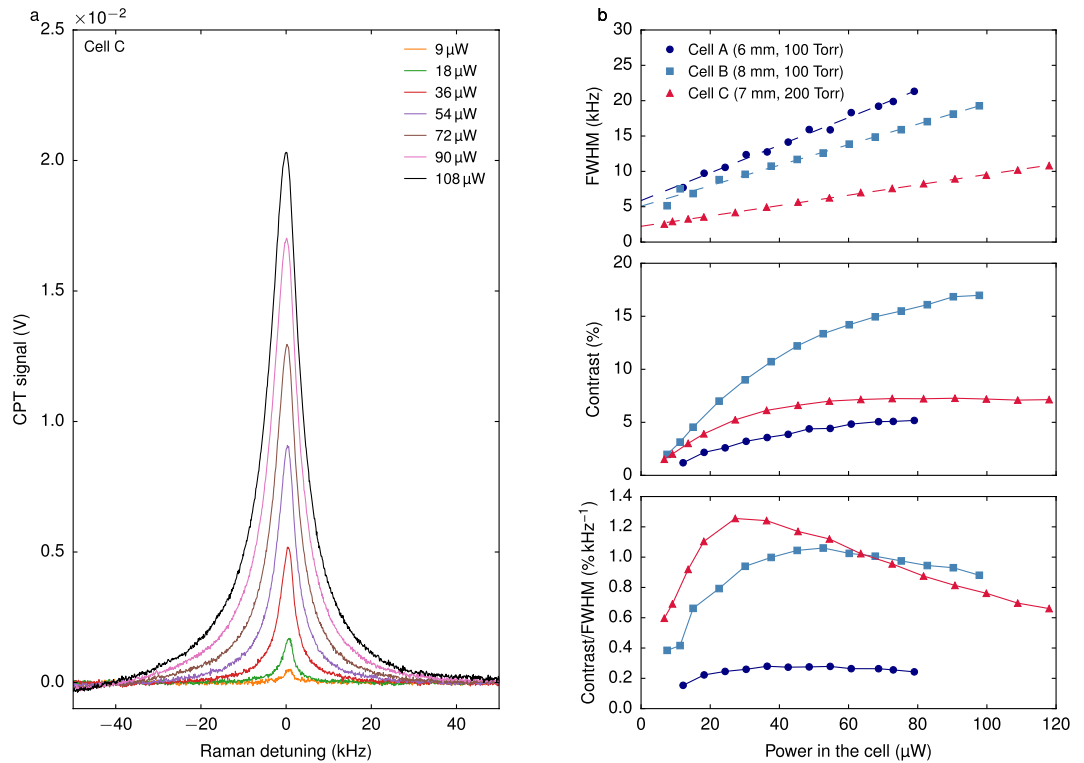 a
×10⁻²
Cell C
9 µW
18 µW
36 µW
54 µW
72 µW
90 µW
108 µW
2.5
2.0
1.5
1.0
0.5
0.0
CPT signal (V)
−40 −20 0 20 40
Raman detuning (kHz)
b
Cell A (6 mm, 100 Torr)
Cell B (8 mm, 100 Torr)
Cell C (7 mm, 200 Torr)
30
25
20
15
10
5
0
FWHM (kHz)
20
15
10
5
0
Contrast (%)
1.4
1.2
1.0
0.8
0.6
0.4
0.2
0.0
Contrast/FWHM (% kHz⁻¹)
0 20 40 60 80 100 120
Power in the cell (µW)